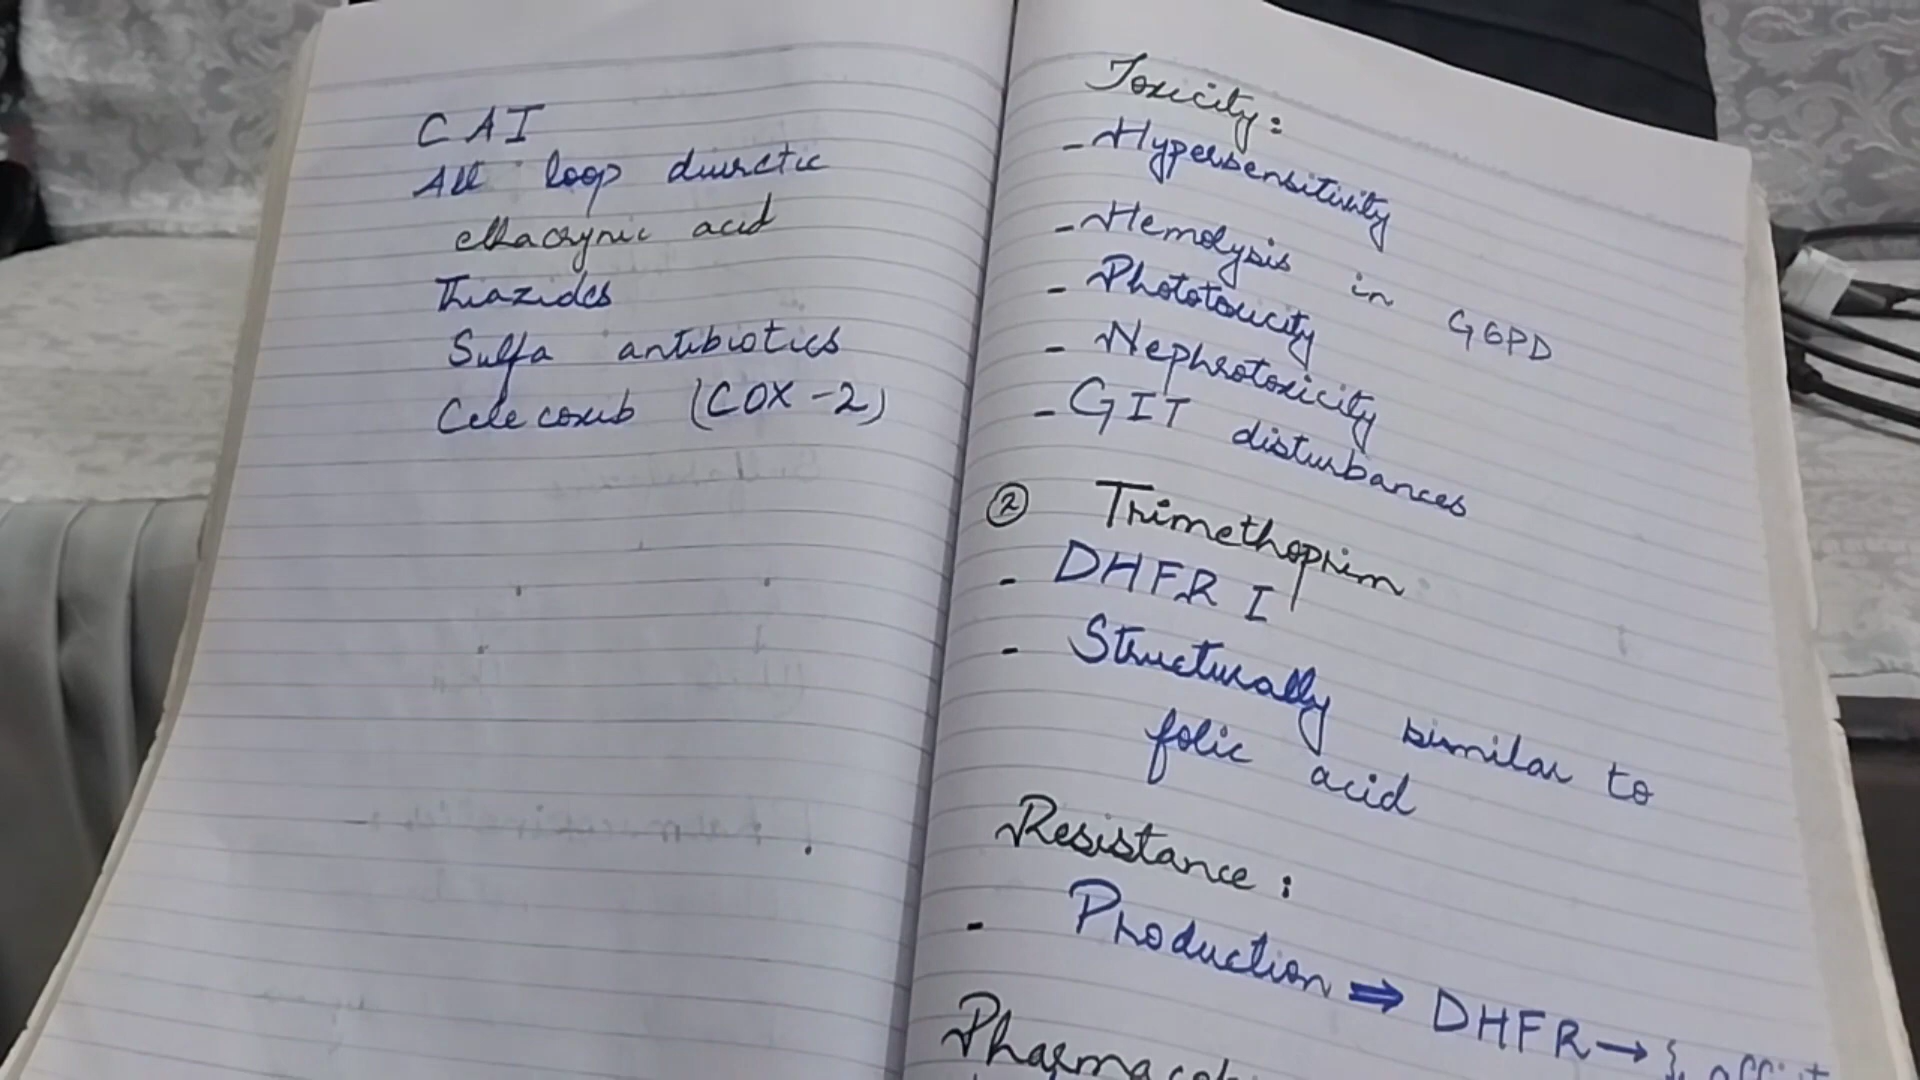 CAI
All loop diuretic
ethacrynic acid
Thiazides
Sulfa antibiotics
Celecoxib (COX-2)
Toxicity:
- Hypersensitivity
- Hemolysis in G6PD
- Phototoxicity
- Nephrotoxicity
- GIT disturbances
② Trimethoprim
- DHFR I
- Structurally similar to
folic acid
Resistance:
- Production ⇒ DHFR →